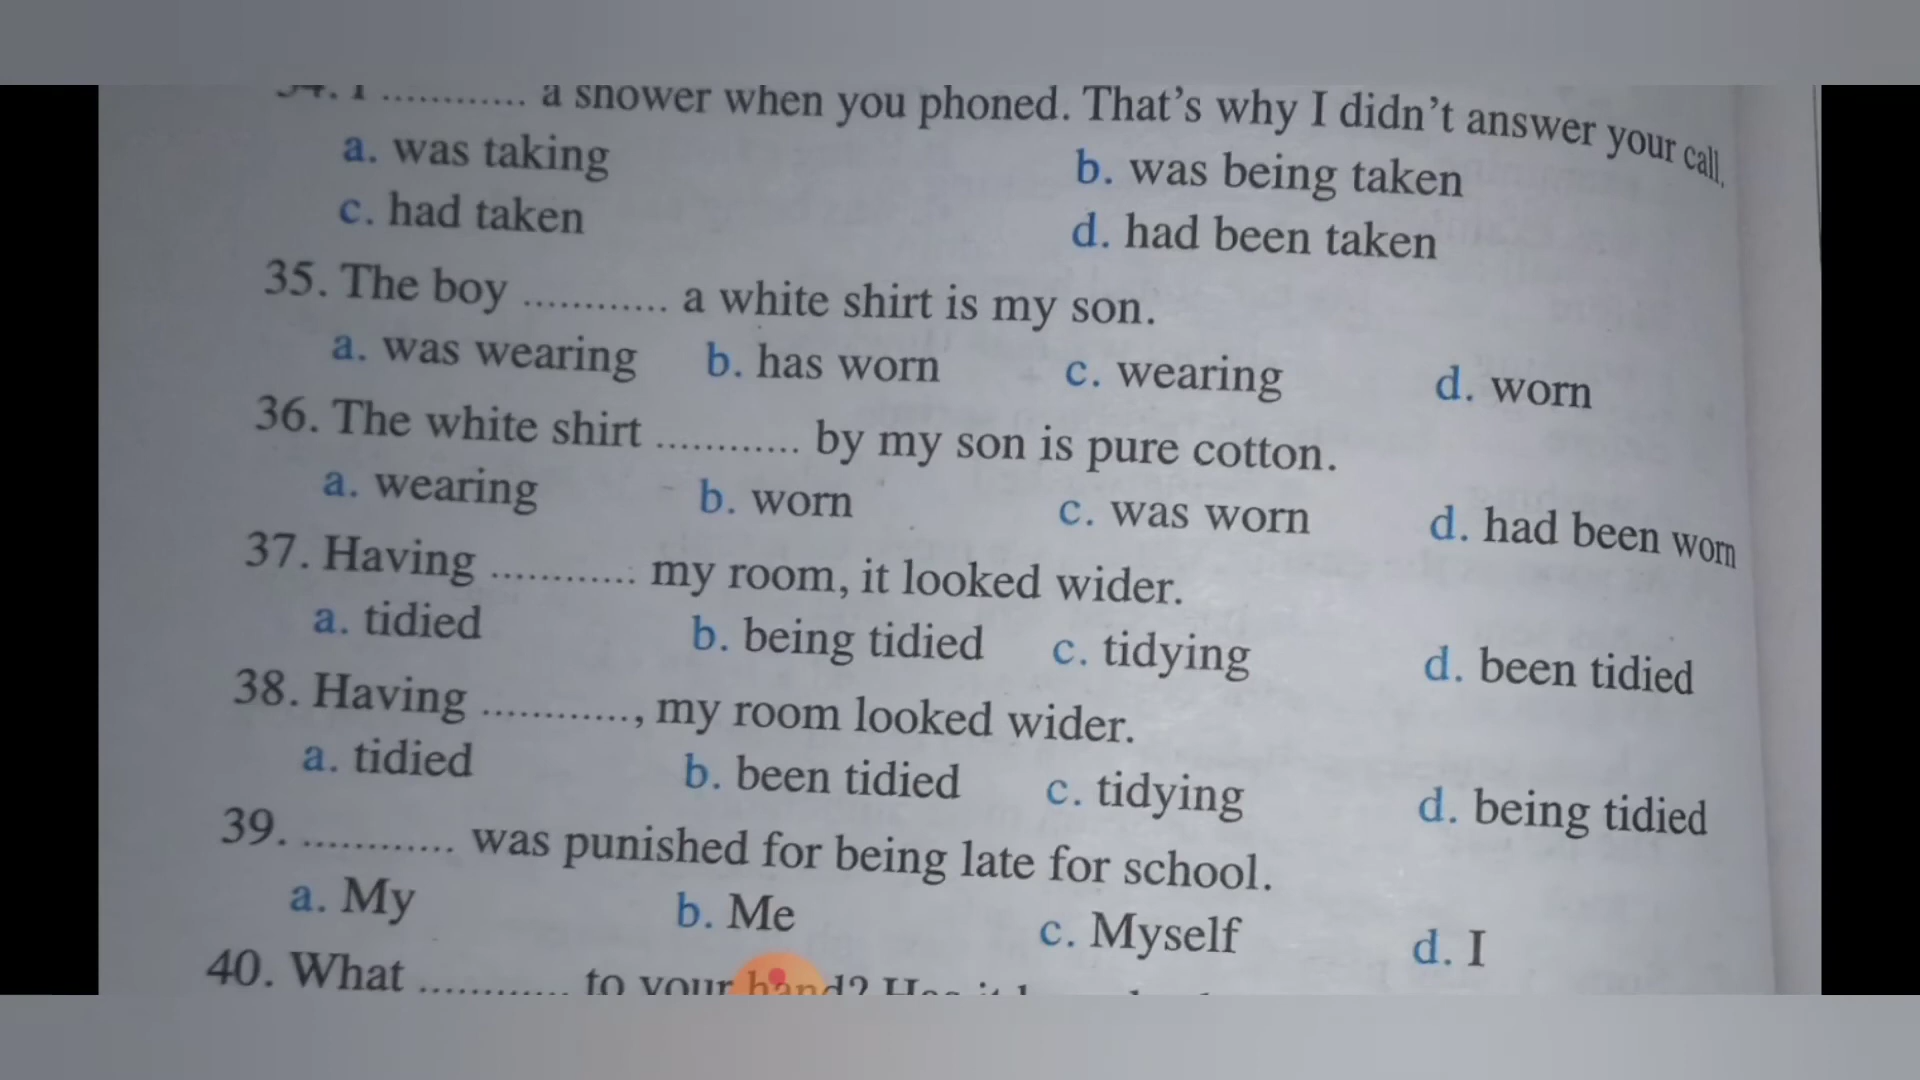 34. I ............ a shower when you phoned. That's why I didn't answer your call.
a. was taking b. was being taken
c. had taken d. had been taken
35. The boy ............ a white shirt is my son.
a. was wearing b. has worn c. wearing d. worn
36. The white shirt ............ by my son is pure cotton.
a. wearing b. worn c. was worn d. had been worn
37. Having ............ my room, it looked wider.
a. tidied b. being tidied c. tidying d. been tidied
38. Having ............, my room looked wider.
a. tidied b. been tidied c. tidying d. being tidied
39. ............ was punished for being late for school.
a. My b. Me c. Myself d. I
40. What ............ to your hand? Has it